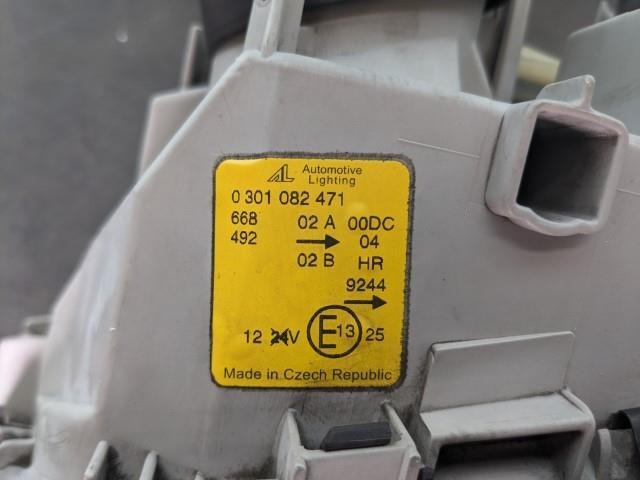 AL Automotive
Lighting
0 301 082 471
668 02 A 00DC
492 → 04
02 B HR
9244
→
12 24V E 13 25
Made in Czech Republic